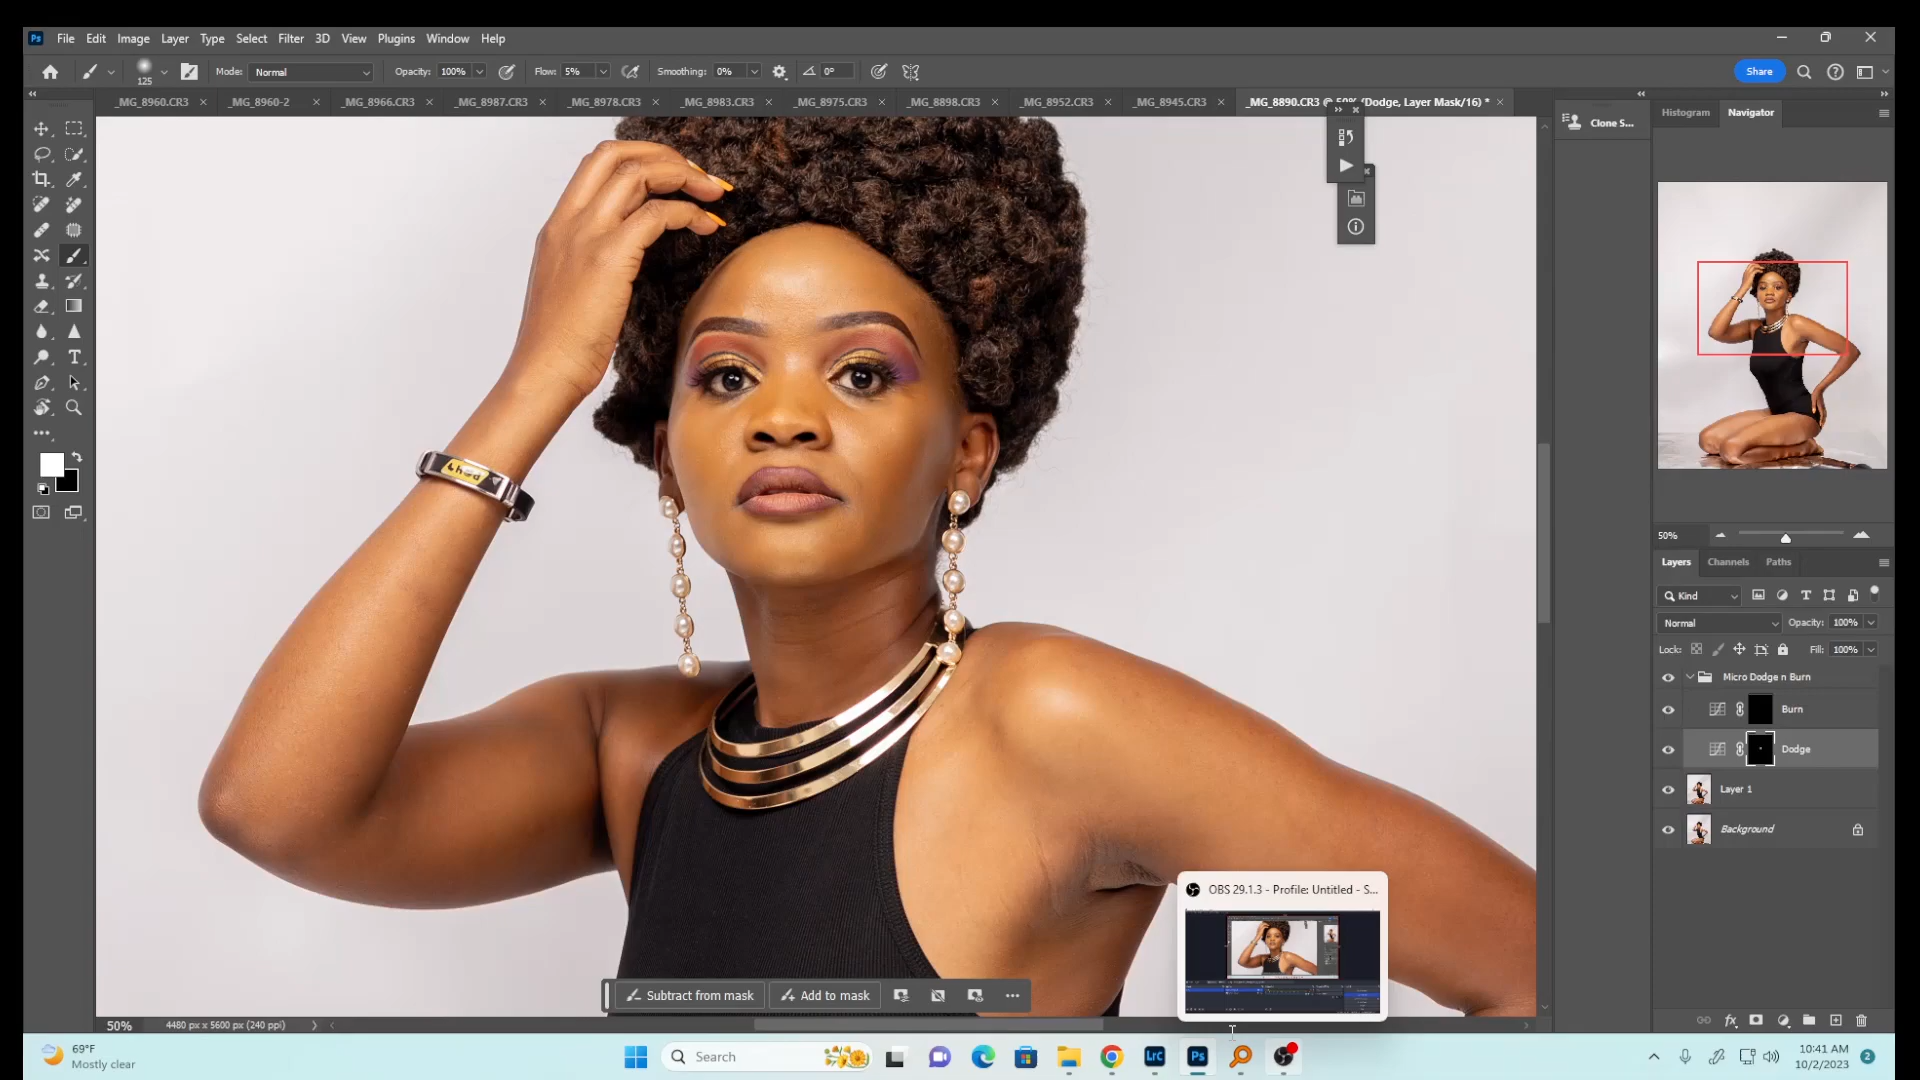 Ps File Edit Image Layer Type Select Filter 3D View Plugins Window Help
125 Mode: Normal Opacity: 100% Flow: 5% Smoothing: 0% 0° Share
_MG_8960.CR3 × _MG_8960-2 × _MG_8966.CR3 × _MG_8987.CR3 × _MG_8978.CR3 × _MG_8983.CR3 × _MG_8975.CR3 × _MG_8898.CR3 × _MG_8952.CR3 × _MG_8945.CR3 × _MG_8890.CR3 @ 50% (Dodge, Layer Mask/16) * ×
Clone S...
Histogram Navigator
50%
Layers Channels Paths
Kind
Normal Opacity: 100%
Lock: Fill: 100%
Micro Dodge n Burn
Burn
Dodge
Layer 1
Background
OBS 29.1.3 - Profile: Untitled - S...
Subtract from mask Add to mask
50% 4480 px x 5600 px (240 ppi)
69°F
Mostly clear
Search
LrC Ps
10:41 AM
10/2/2023
2